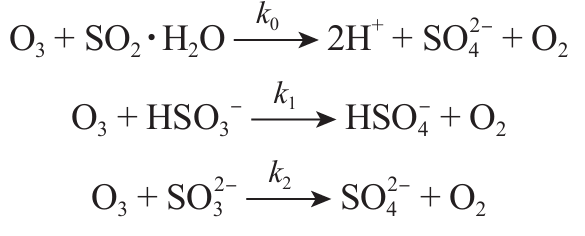 O₃ + SO₂•H₂O —k₀→ 2H⁺ + SO₄²⁻ + O₂
O₃ + HSO₃⁻ —k₁→ HSO₄⁻ + O₂
O₃ + SO₃²⁻ —k₂→ SO₄²⁻ + O₂